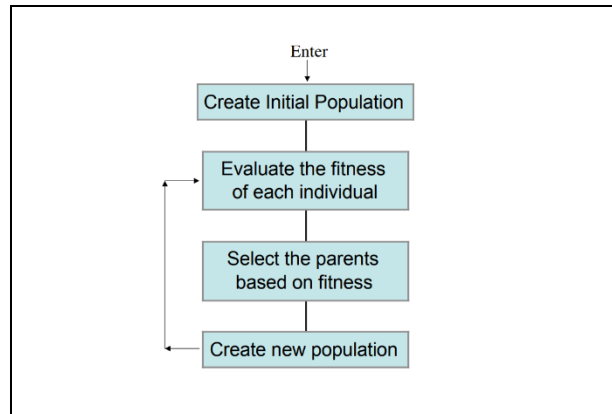 Enter
Create Initial Population
Evaluate the fitness
of each individual
Select the parents
based on fitness
Create new population